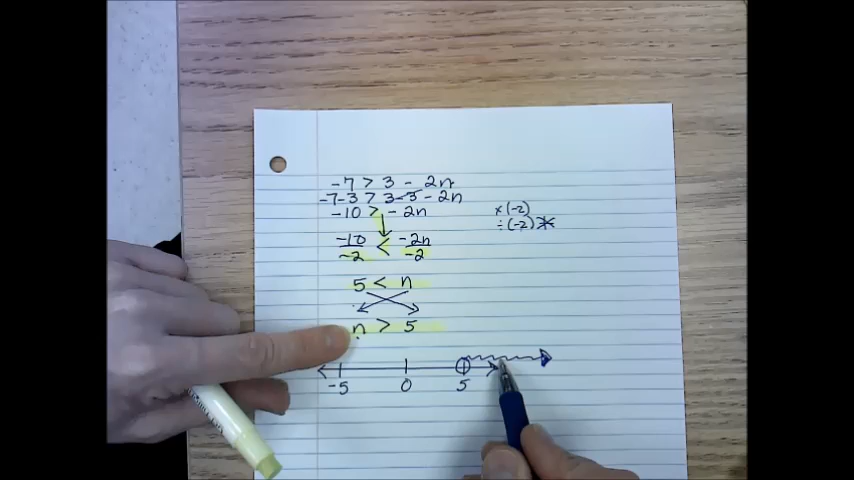 -7 > 3 - 2n
-7-3 > 3-3 - 2n
-10 > - 2n
×(-2)
÷(-2)*
-10/-2 < -2n/-2
5 < n
n > 5
-5 0 5